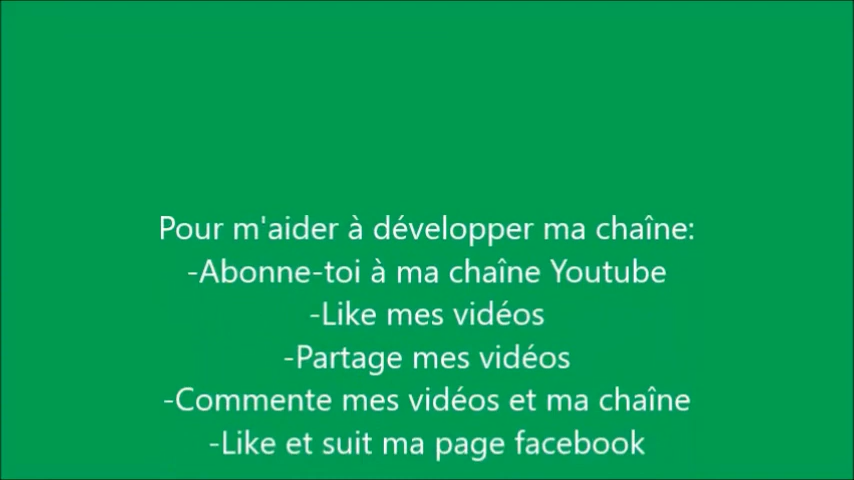 Pour m'aider à développer ma chaîne:
-Abonne-toi à ma chaîne Youtube
-Like mes vidéos
-Partage mes vidéos
-Commente mes vidéos et ma chaîne
-Like et suit ma page facebook